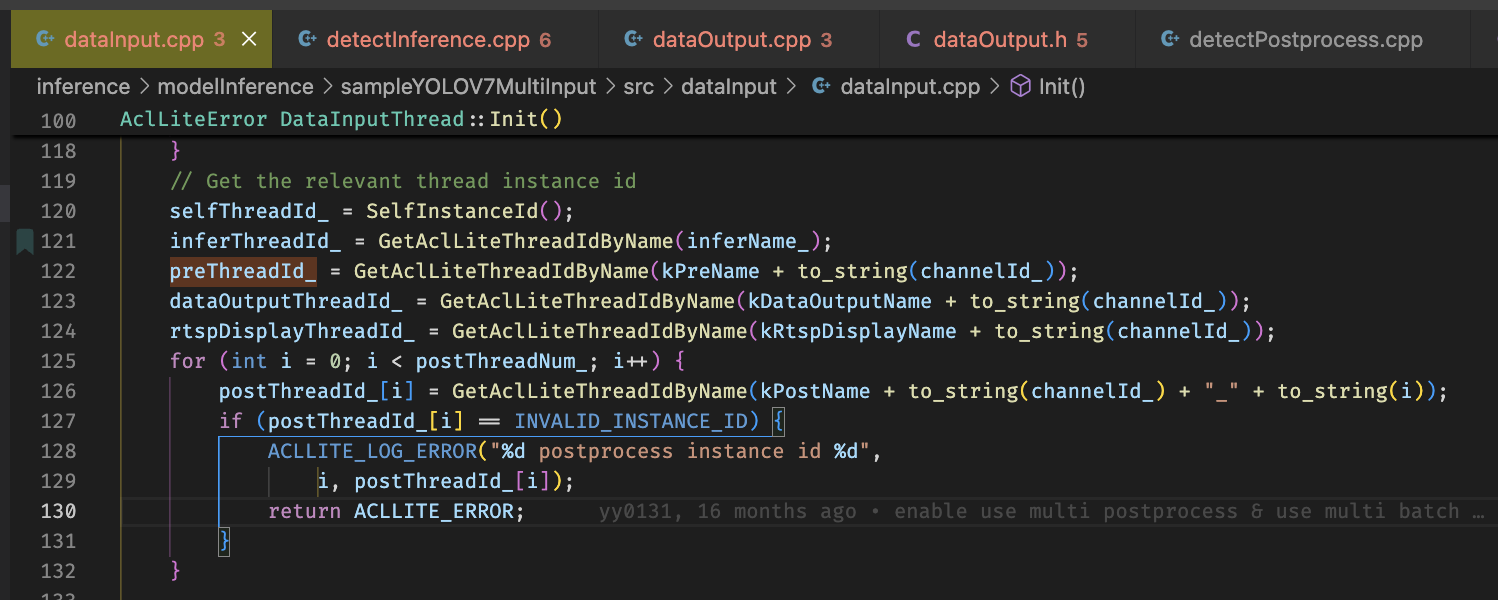 dataInput.cpp 3 × detectInference.cpp 6 dataOutput.cpp 3 C dataOutput.h 5 detectPostprocess.cpp
inference > modelInference > sampleYOLOV7MultiInput > src > dataInput > dataInput.cpp > Init()
100 AclLiteError DataInputThread::Init()
118 }
119 // Get the relevant thread instance id
120 selfThreadId_ = SelfInstanceId();
121 inferThreadId_ = GetAclLiteThreadIdByName(inferName_);
122 preThreadId_ = GetAclLiteThreadIdByName(kPreName + to_string(channelId_));
123 dataOutputThreadId_ = GetAclLiteThreadIdByName(kDataOutputName + to_string(channelId_));
124 rtspDisplayThreadId_ = GetAclLiteThreadIdByName(kRtspDisplayName + to_string(channelId_));
125 for (int i = 0; i < postThreadNum_; i++) {
126 postThreadId_[i] = GetAclLiteThreadIdByName(kPostName + to_string(channelId_) + "_" + to_string(i));
127 if (postThreadId_[i] == INVALID_INSTANCE_ID) {
128 ACLLITE_LOG_ERROR("%d postprocess instance id %d",
129 i, postThreadId_[i]);
130 return ACLLITE_ERROR; yy0131, 16 months ago • enable use multi postprocess & use multi batch …
131 }
132 }